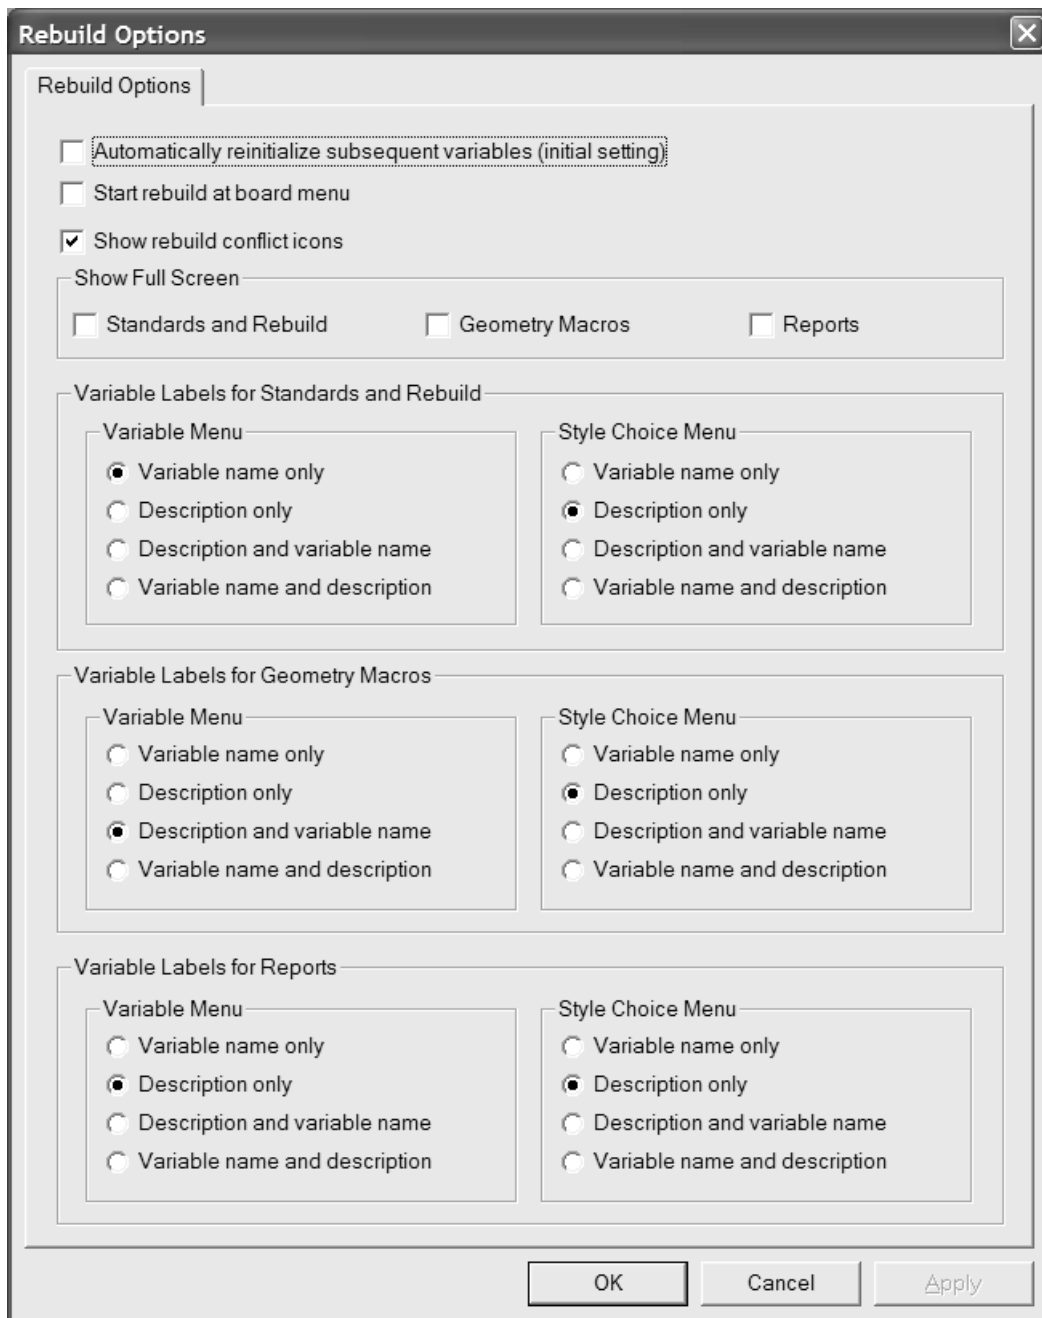 Rebuild Options
Rebuild Options
Automatically reinitialize subsequent variables (initial setting)
Start rebuild at board menu
Show rebuild conflict icons
Show Full Screen
Standards and Rebuild Geometry Macros Reports
Variable Labels for Standards and Rebuild
Variable Menu Style Choice Menu
Variable name only Variable name only
Description only Description only
Description and variable name Description and variable name
Variable name and description Variable name and description
Variable Labels for Geometry Macros
Variable Menu Style Choice Menu
Variable name only Variable name only
Description only Description only
Description and variable name Description and variable name
Variable name and description Variable name and description
Variable Labels for Reports
Variable Menu Style Choice Menu
Variable name only Variable name only
Description only Description only
Description and variable name Description and variable name
Variable name and description Variable name and description
OK Cancel Apply